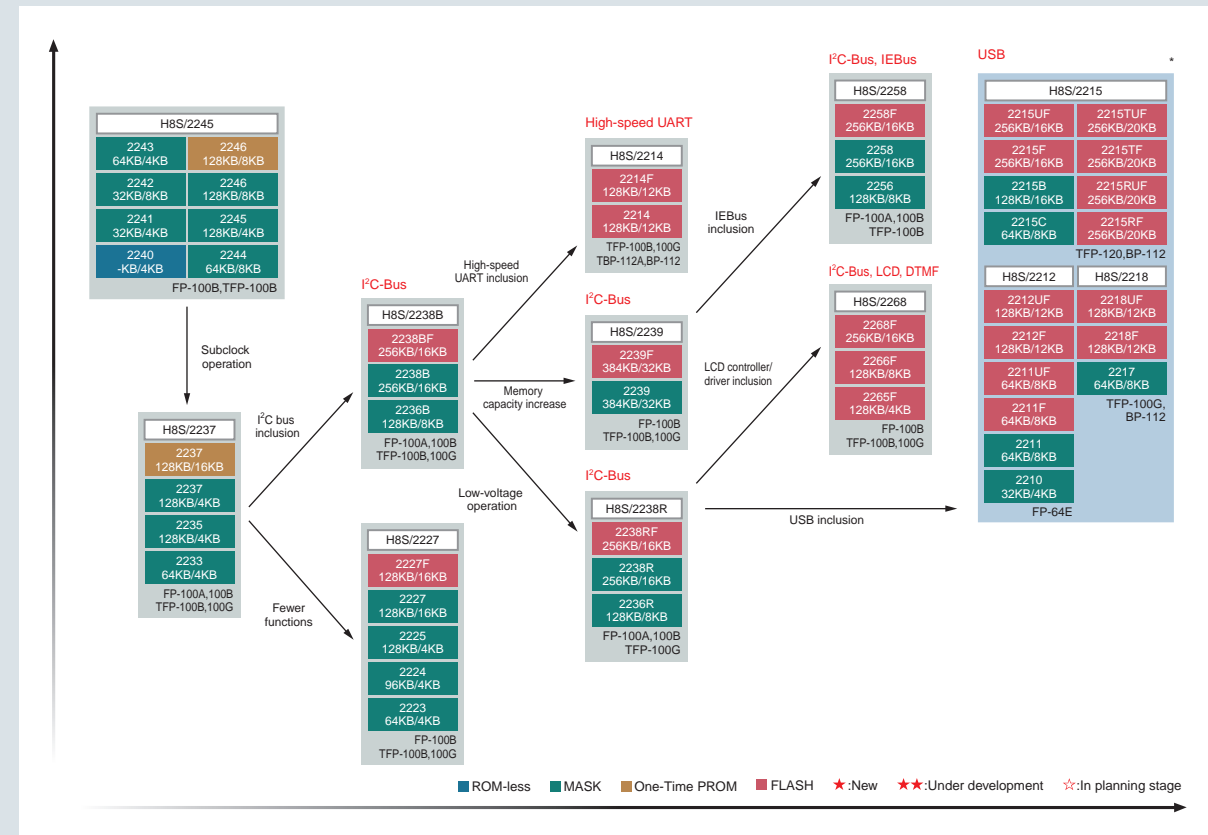 H8S/2245
2243
64KB/4KB
2246
128KB/8KB
2242
32KB/8KB
2246
128KB/8KB
2241
32KB/4KB
2245
128KB/4KB
2240
-KB/4KB
2244
64KB/8KB
FP-100B,TFP-100B
Subclock
operation
H8S/2237
2237
128KB/16KB
2237
128KB/4KB
2235
128KB/4KB
2233
64KB/4KB
FP-100A,100B
TFP-100B,100G
I²C bus
inclusion
Fewer
functions
I²C-Bus
H8S/2238B
2238BF
256KB/16KB
2238B
256KB/16KB
2236B
128KB/8KB
FP-100A,100B
TFP-100B,100G
H8S/2227
2227F
128KB/16KB
2227
128KB/16KB
2225
128KB/4KB
2224
96KB/4KB
2223
64KB/4KB
FP-100B
TFP-100B,100G
High-speed
UART inclusion
Memory
capacity increase
Low-voltage
operation
High-speed UART
H8S/2214
2214F
128KB/12KB
2214
128KB/12KB
TFP-100B,100G
TBP-112A,BP-112
I²C-Bus
H8S/2239
2239F
384KB/32KB
2239
384KB/32KB
FP-100B
TFP-100B,100G
I²C-Bus
H8S/2238R
2238RF
256KB/16KB
2238R
256KB/16KB
2236R
128KB/8KB
FP-100A,100B
TFP-100G
IEBus
inclusion
LCD controller/
driver inclusion
USB inclusion
I²C-Bus, IEBus
H8S/2258
2258F
256KB/16KB
2258
256KB/16KB
2256
128KB/8KB
FP-100A,100B
TFP-100B
I²C-Bus, LCD, DTMF
H8S/2268
2268F
256KB/16KB
2266F
128KB/8KB
2265F
128KB/4KB
FP-100B
TFP-100B,100G
USB
*
H8S/2215
2215UF
256KB/16KB
2215TUF
256KB/20KB
2215F
256KB/16KB
2215TF
256KB/20KB
2215B
128KB/16KB
2215RUF
256KB/20KB
2215C
64KB/8KB
2215RF
256KB/20KB
TFP-120,BP-112
H8S/2212
2212UF
128KB/12KB
2212F
128KB/12KB
2211UF
64KB/8KB
2211F
64KB/8KB
2211
64KB/8KB
2210
32KB/4KB
FP-64E
H8S/2218
2218UF
128KB/12KB
2218F
128KB/12KB
2217
64KB/8KB
TFP-100G,
BP-112
ROM-less MASK One-Time PROM FLASH ★:New ★★:Under development ☆:In planning stage